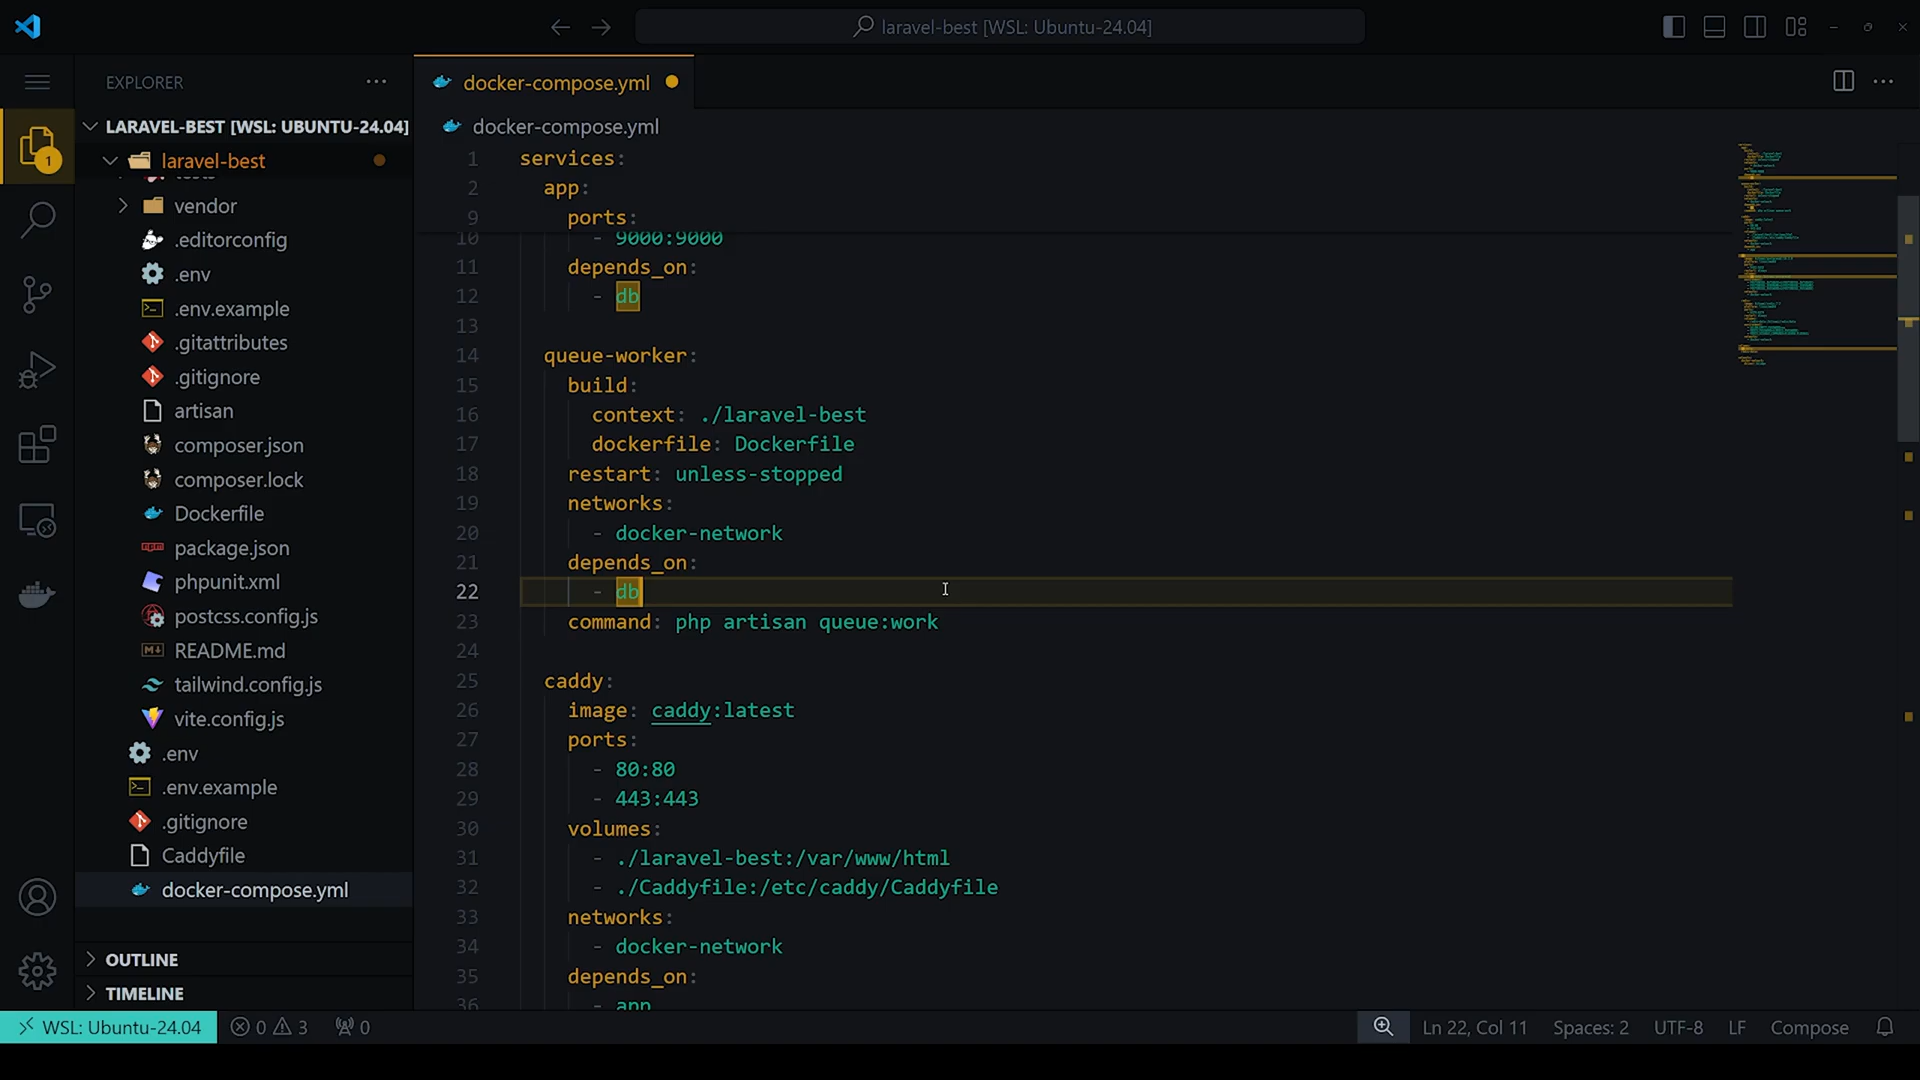 laravel-best [WSL: Ubuntu-24.04]
EXPLORER
LARAVEL-BEST [WSL: UBUNTU-24.04]
laravel-best
tests
vendor
.editorconfig
.env
.env.example
.gitattributes
.gitignore
artisan
composer.json
composer.lock
Dockerfile
package.json
phpunit.xml
postcss.config.js
README.md
tailwind.config.js
vite.config.js
.env
.env.example
.gitignore
Caddyfile
docker-compose.yml
OUTLINE
TIMELINE
1
docker-compose.yml
docker-compose.yml
1 services:
2 app:
9 ports:
10 - 9000:9000
11 depends_on:
12 - db
13
14 queue-worker:
15 build:
16 context: ./laravel-best
17 dockerfile: Dockerfile
18 restart: unless-stopped
19 networks:
20 - docker-network
21 depends_on:
22 - db
23 command: php artisan queue:work
24
25 caddy:
26 image: caddy:latest
27 ports:
28 - 80:80
29 - 443:443
30 volumes:
31 - ./laravel-best:/var/www/html
32 - ./Caddyfile:/etc/caddy/Caddyfile
33 networks:
34 - docker-network
35 depends_on:
36 - app
WSL: Ubuntu-24.04 0 3 0 Ln 22, Col 11 Spaces: 2 UTF-8 LF Compose